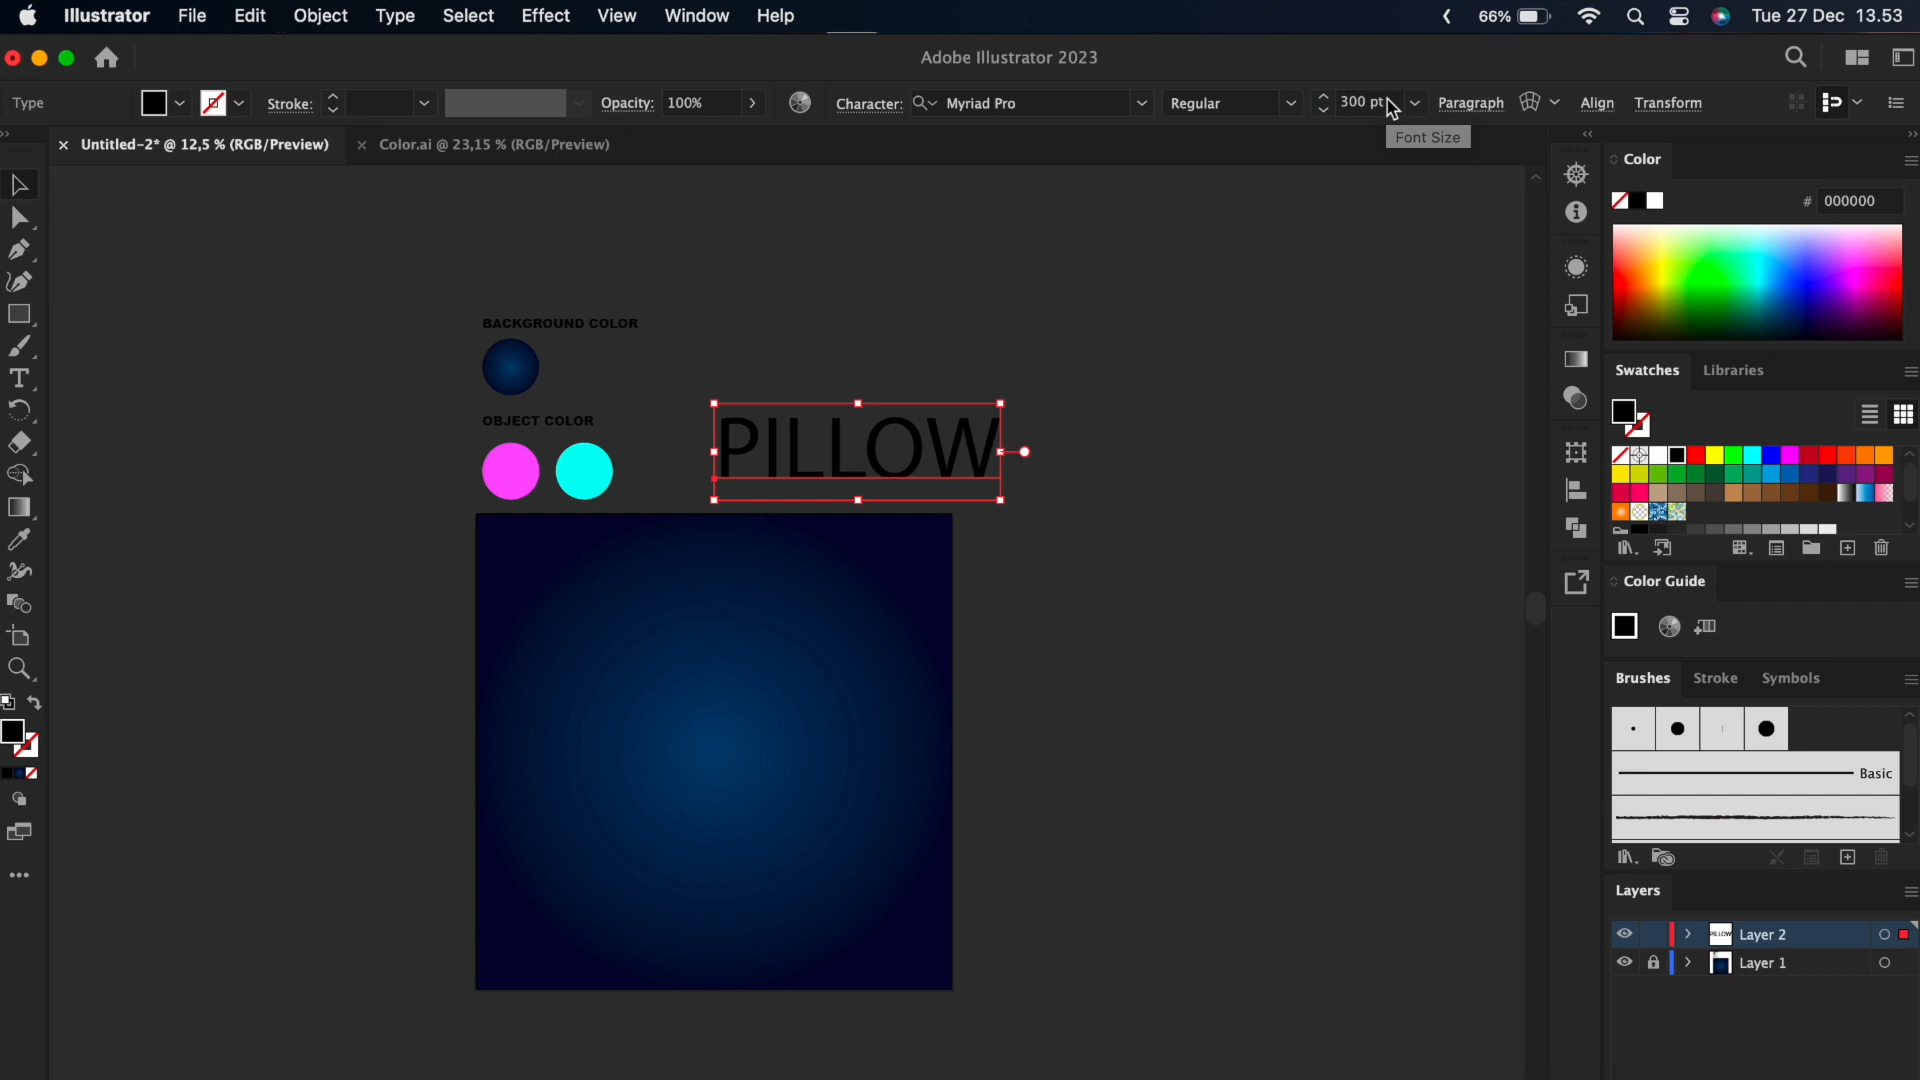 Illustrator File Edit Object Type Select Effect View Window Help 66% Tue 27 Dec 13.53
Adobe Illustrator 2023
Type Stroke: Opacity: 100% Character: Myriad Pro Regular 300 pt Paragraph Align Transform
Font Size
Untitled-2* @ 12,5 % (RGB/Preview) Color.ai @ 23,15 % (RGB/Preview)
Color
# 000000
BACKGROUND COLOR
OBJECT COLOR
PILLOW
Swatches Libraries
Color Guide
Brushes Stroke Symbols
Basic
Layers
PILLOW Layer 2
Layer 1